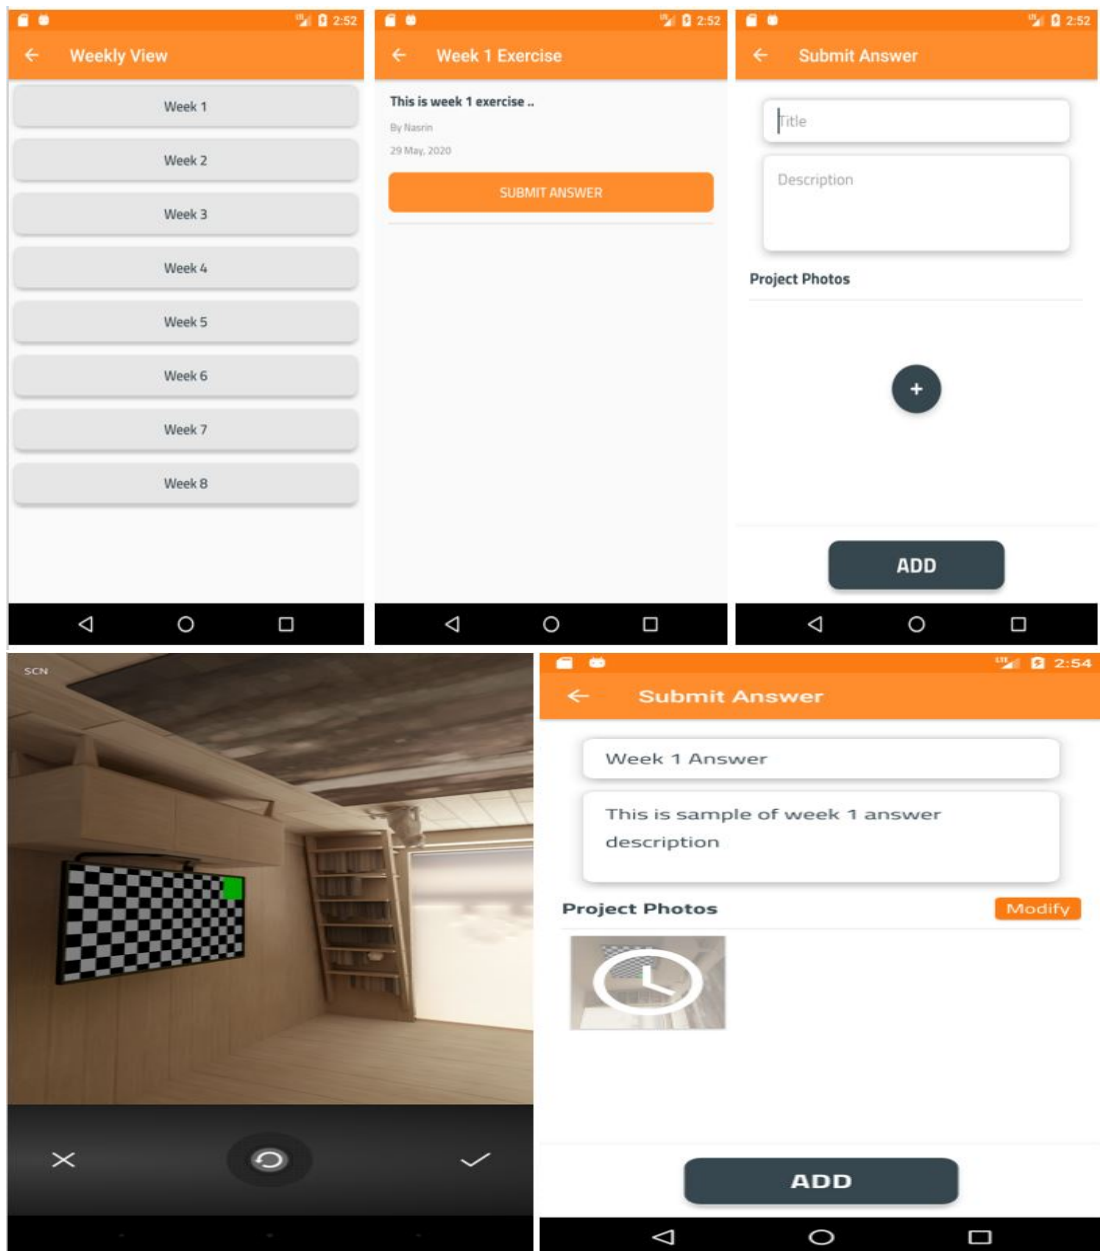 2:52
Weekly View
Week 1
Week 2
Week 3
Week 4
Week 5
Week 6
Week 7
Week 8
2:52
Week 1 Exercise
This is week 1 exercise ..
By Nasrin
29 May, 2020
SUBMIT ANSWER
2:52
Submit Answer
Title
Description
Project Photos
+
ADD
SCN
LTE 2:54
Submit Answer
Week 1 Answer
This is sample of week 1 answer
description
Project Photos
Modify
ADD